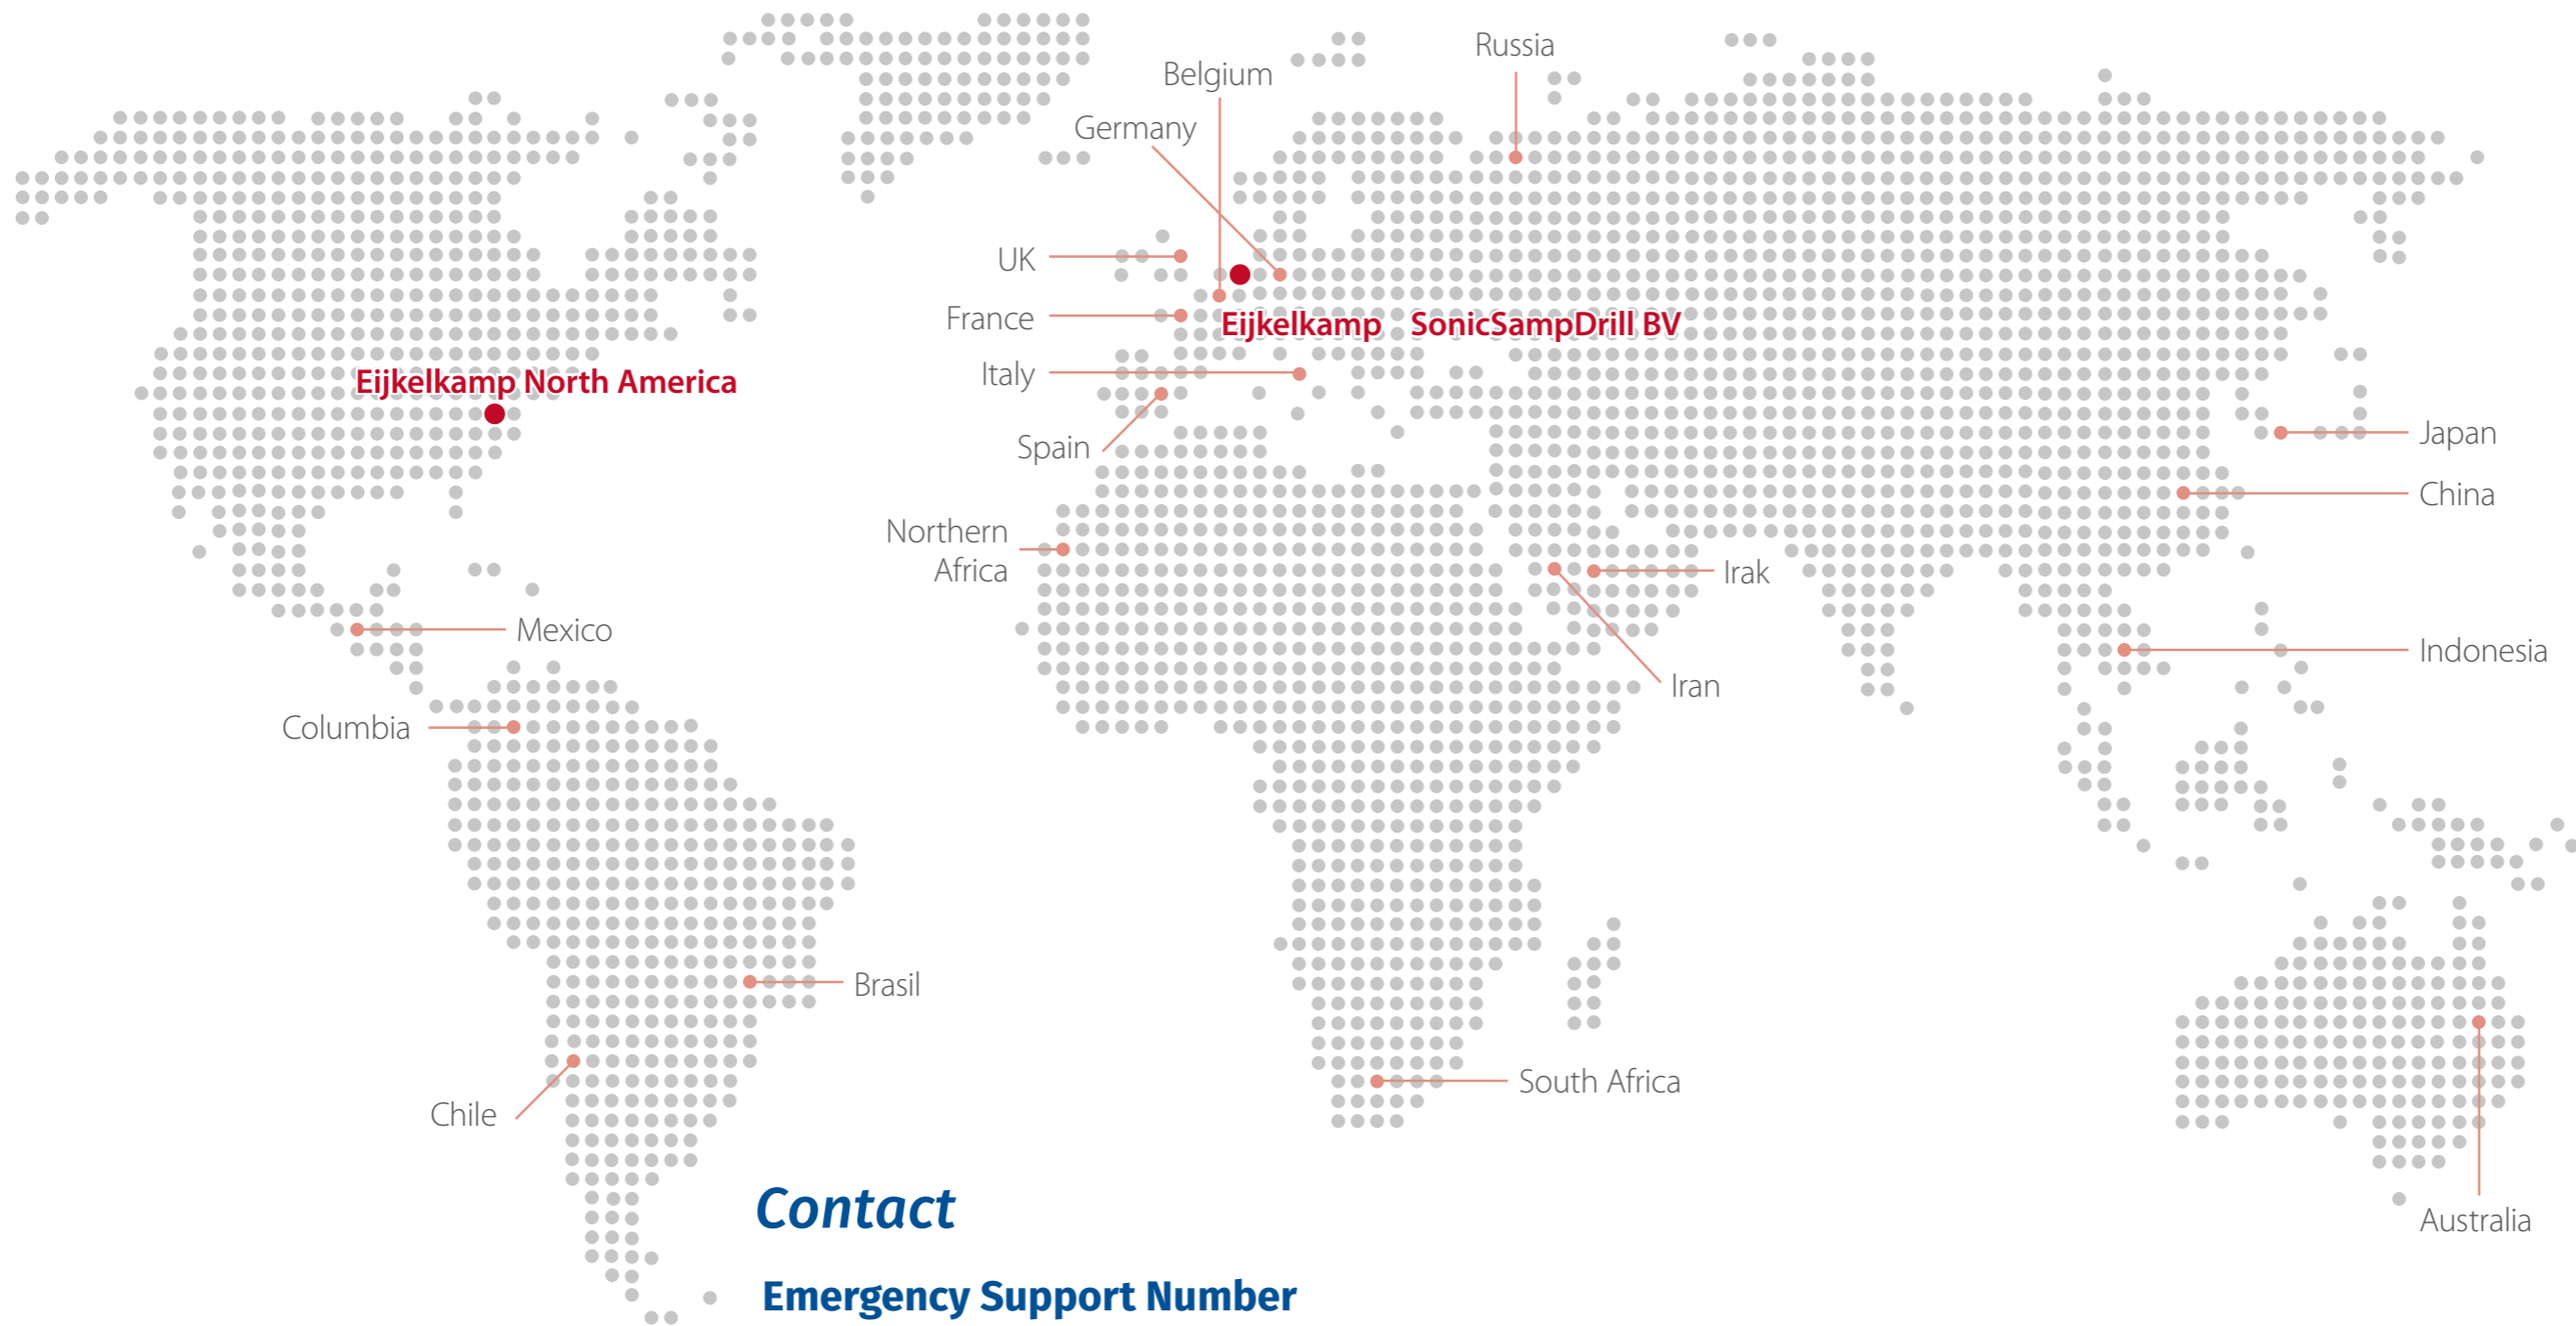 Russia
Belgium
Germany
UK
France
Eijkelkamp SonicSampDrill BV
Italy
Eijkelkamp North America
Spain
Japan
China
Northern
Africa
Irak
Mexico
Indonesia
Iran
Columbia
Brasil
South Africa
Chile
Contact
Australia
Emergency Support Number